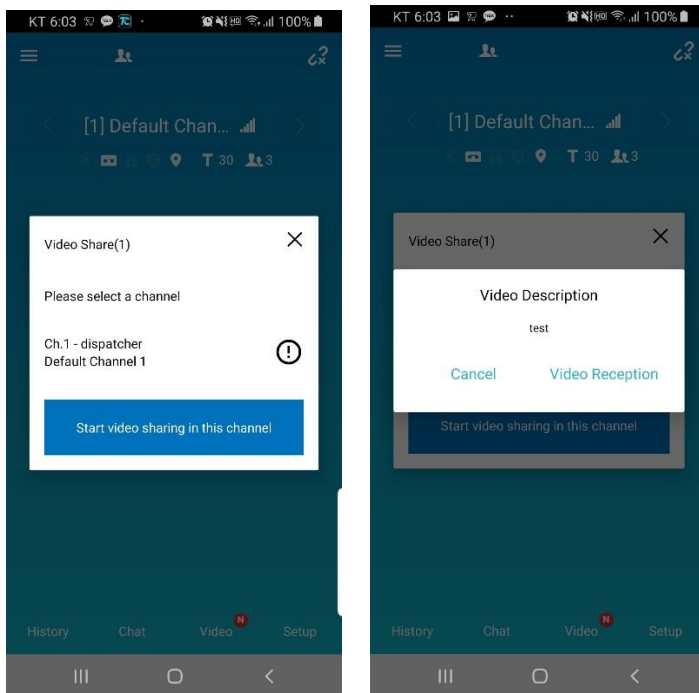 KT 6:03 100%
[1] Default Chan...
T 30 3
Video Share(1)
Please select a channel
Ch.1 - dispatcher
Default Channel 1
Start video sharing in this channel
N
History Chat Video Setup
KT 6:03 100%
[1] Default Chan...
T 30 3
Video Share(1)
Video Description
test
Cancel Video Reception
Start video sharing in this channel
N
History Chat Video Setup